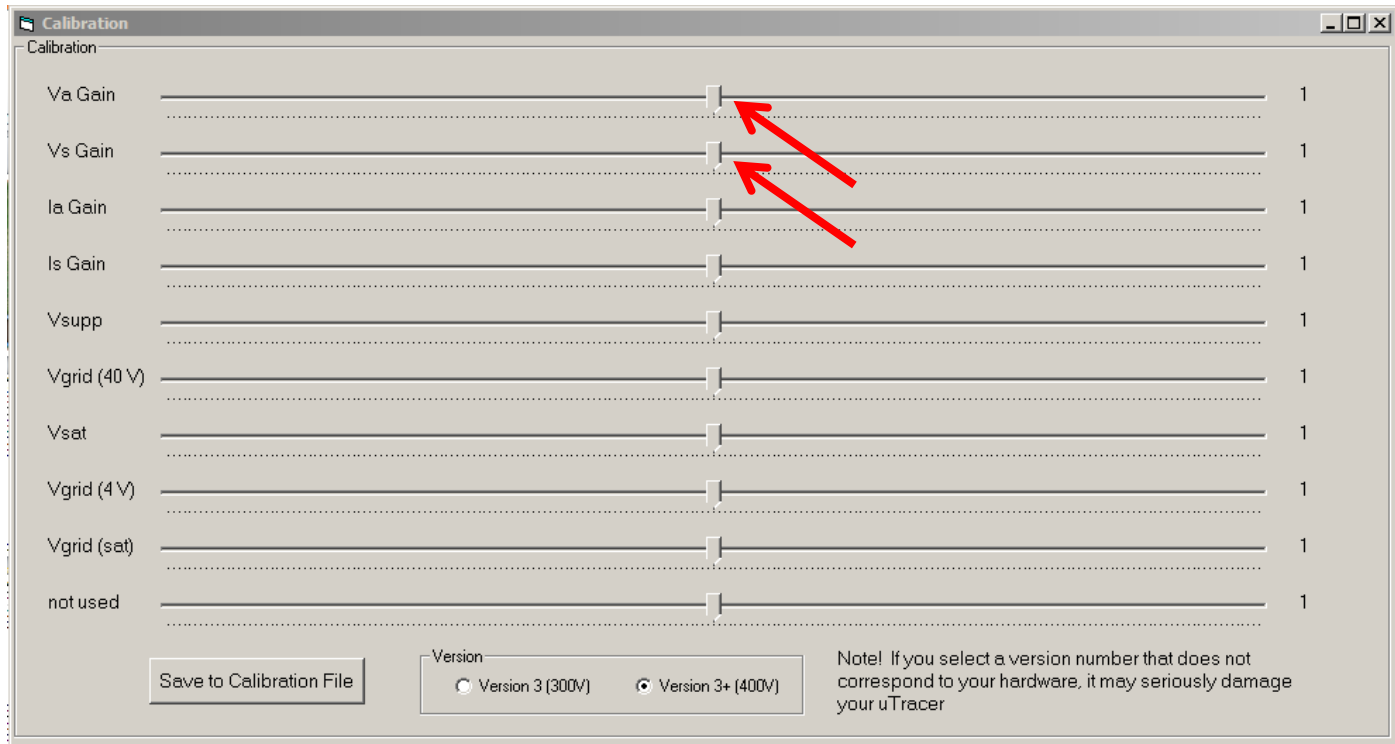 Calibration
Calibration
Va Gain 1
Vs Gain 1
Ia Gain 1
Is Gain 1
Vsupp 1
Vgrid (40 V) 1
Vsat 1
Vgrid (4 V) 1
Vgrid (sat) 1
not used 1
Save to Calibration File
Version
Version 3 (300V) Version 3+ (400V)
Note! If you select a version number that does not
correspond to your hardware, it may seriously damage
your uTracer